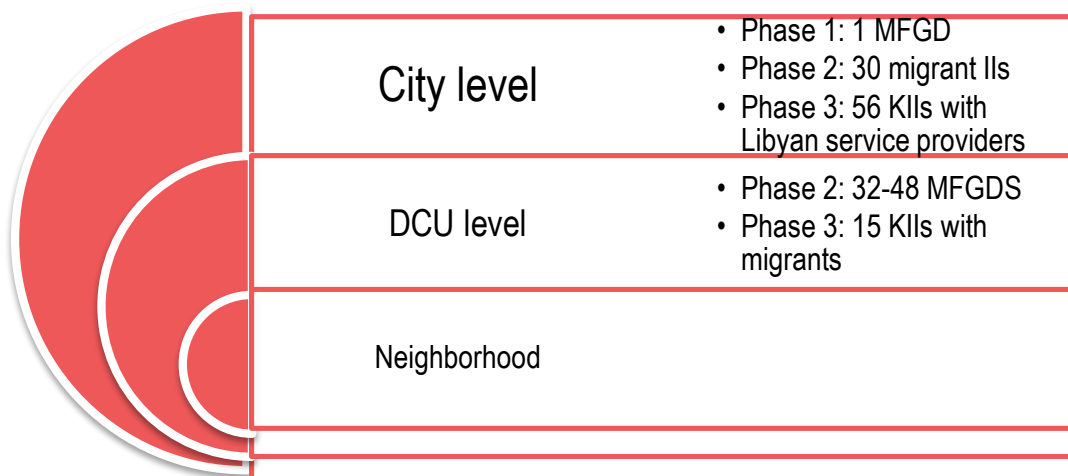 City level
• Phase 1: 1 MFGD
• Phase 2: 30 migrant IIs
• Phase 3: 56 KIIs with
Libyan service providers
DCU level
• Phase 2: 32-48 MFGDS
• Phase 3: 15 KIIs with
migrants
Neighborhood